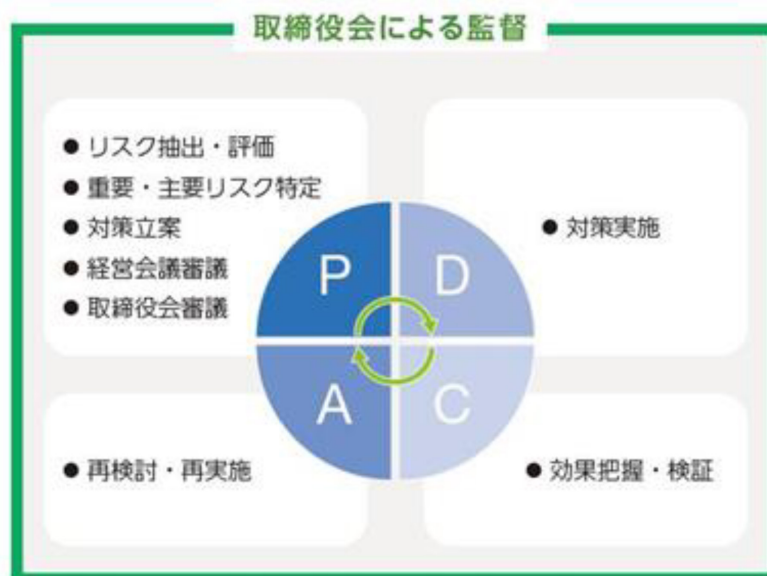 取締役会による監督
● リスク抽出・評価
● 重要・主要リスク特定
● 対策立案
● 経営会議審議
● 取締役会審議
P
D
● 対策実施
A
C
● 再検討・再実施
● 効果把握・検証